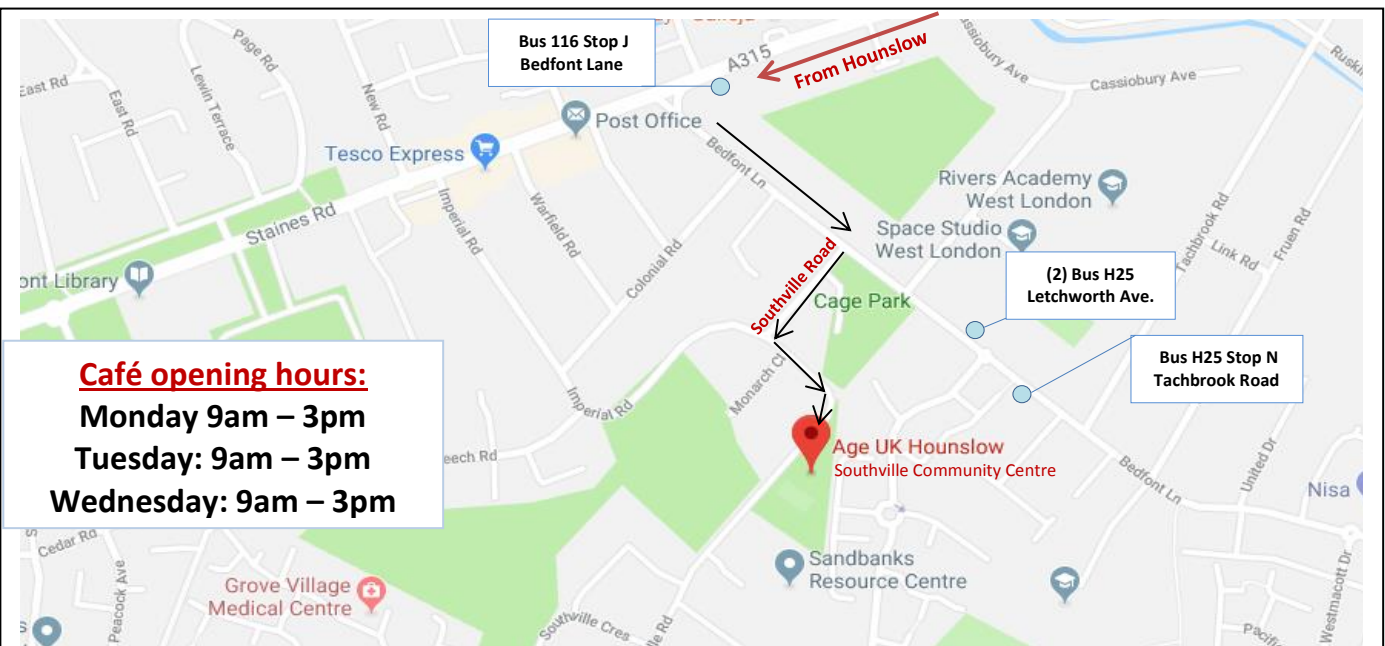 Bus 116 Stop J
Bedfont Lane
A315
From Hounslow
Cassiobury Ave
Cassiobury Ave
Page Rd
East Rd
East Rd
Lewin Terrace
New Rd
Post Office
Tesco Express
Bedfont Ln
Staines Rd
Imperial Rd
Warfield Rd
Colonial Rd
Rivers Academy
West London
Space Studio
West London
Tachbrook Rd
Link Rd
Fruen Rd
ont Library
Southville Road
Cage Park
(2) Bus H25
Letchworth Ave.
Bus H25 Stop N
Tachbrook Road
Café opening hours:
Monday 9am – 3pm
Tuesday: 9am – 3pm
Wednesday: 9am – 3pm
Imperial Rd
Monarch Cl
eech Rd
Age UK Hounslow
Southville Community Centre
Bedfont Ln
United Dr
Nisa
Cedar Rd
Peacock Ave
Grove Village
Medical Centre
Sandbanks
Resource Centre
Southville Cres
lle Rd
Westmacott Dr
Pacific